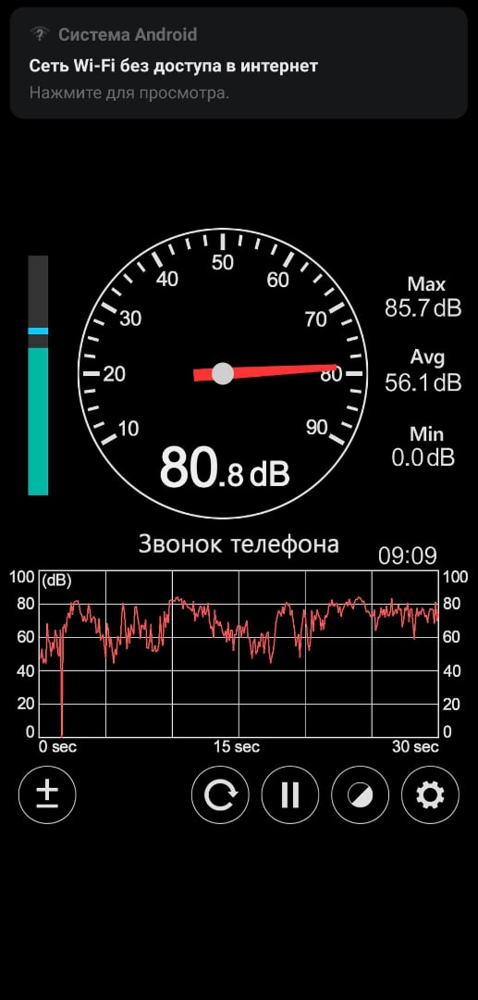 Система Android
Сеть Wi-Fi без доступа в интернет
Нажмите для просмотра.
50
40
60
30
70
20
80
10
90
80.8 dB
Max
85.7 dB
Avg
56.1 dB
Min
0.0 dB
Звонок телефона
09:09
100
(dB)
100
80
80
60
60
40
40
20
20
0
0
0 sec
15 sec
30 sec